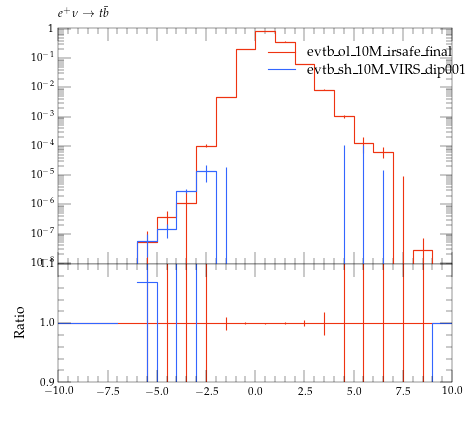 e⁺ν → tb̄
evtb_ol_10M_irsafe_final
evtb_sh_10M_VIRS_dip001
1
10⁻¹
10⁻²
10⁻³
10⁻⁴
10⁻⁵
10⁻⁶
10⁻⁷
10⁻⁸
1.1
1.0
0.9
Ratio
−10.0 −7.5 −5.0 −2.5 0.0 2.5 5.0 7.5 10.0